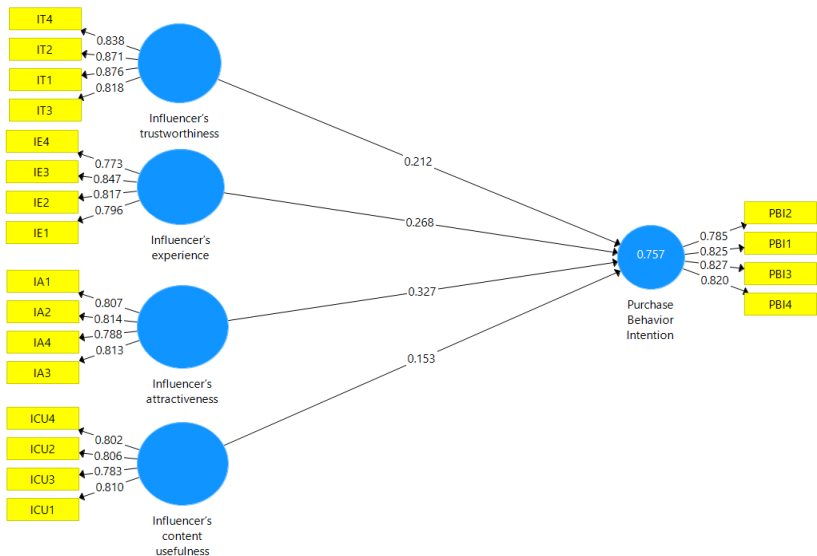 IT4
IT2
IT1
IT3
0.838
0.871
0.876
0.818
Influencer's
trustworthiness
IE4
IE3
IE2
IE1
0.773
0.847
0.817
0.796
Influencer's
experience
IA1
IA2
IA4
IA3
0.807
0.814
0.788
0.813
Influencer's
attractiveness
ICU4
ICU2
ICU3
ICU1
0.802
0.806
0.783
0.810
Influencer's
content
usefulness
0.212
0.268
0.327
0.153
0.757
Purchase
Behavior
Intention
0.785
0.825
0.827
0.820
PBI2
PBI1
PBI3
PBI4